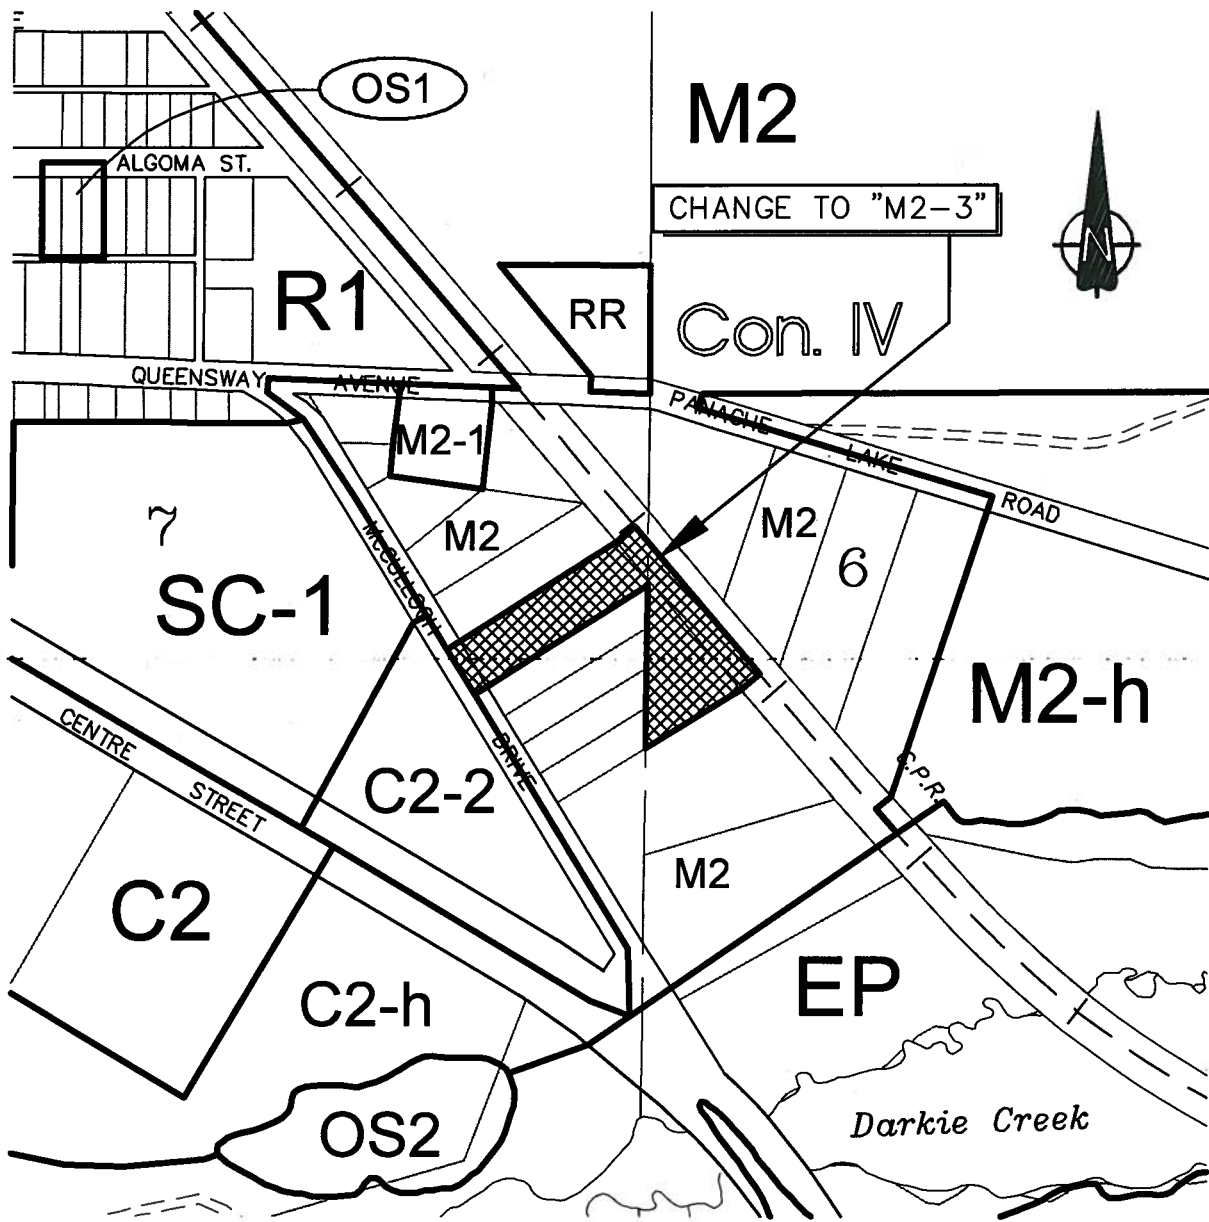 OS1
M2
ALGOMA ST.
CHANGE TO "M2-3"
N
R1
RR
Con. IV
QUEENSWAY AVENUE
PANACHE LAKE ROAD
M2-1
7
M2
M2
6
McCULLOCH DRIVE
SC-1
M2-h
CENTRE STREET
C2-2
C.P.R.
M2
C2
EP
C2-h
OS2
Darkie Creek